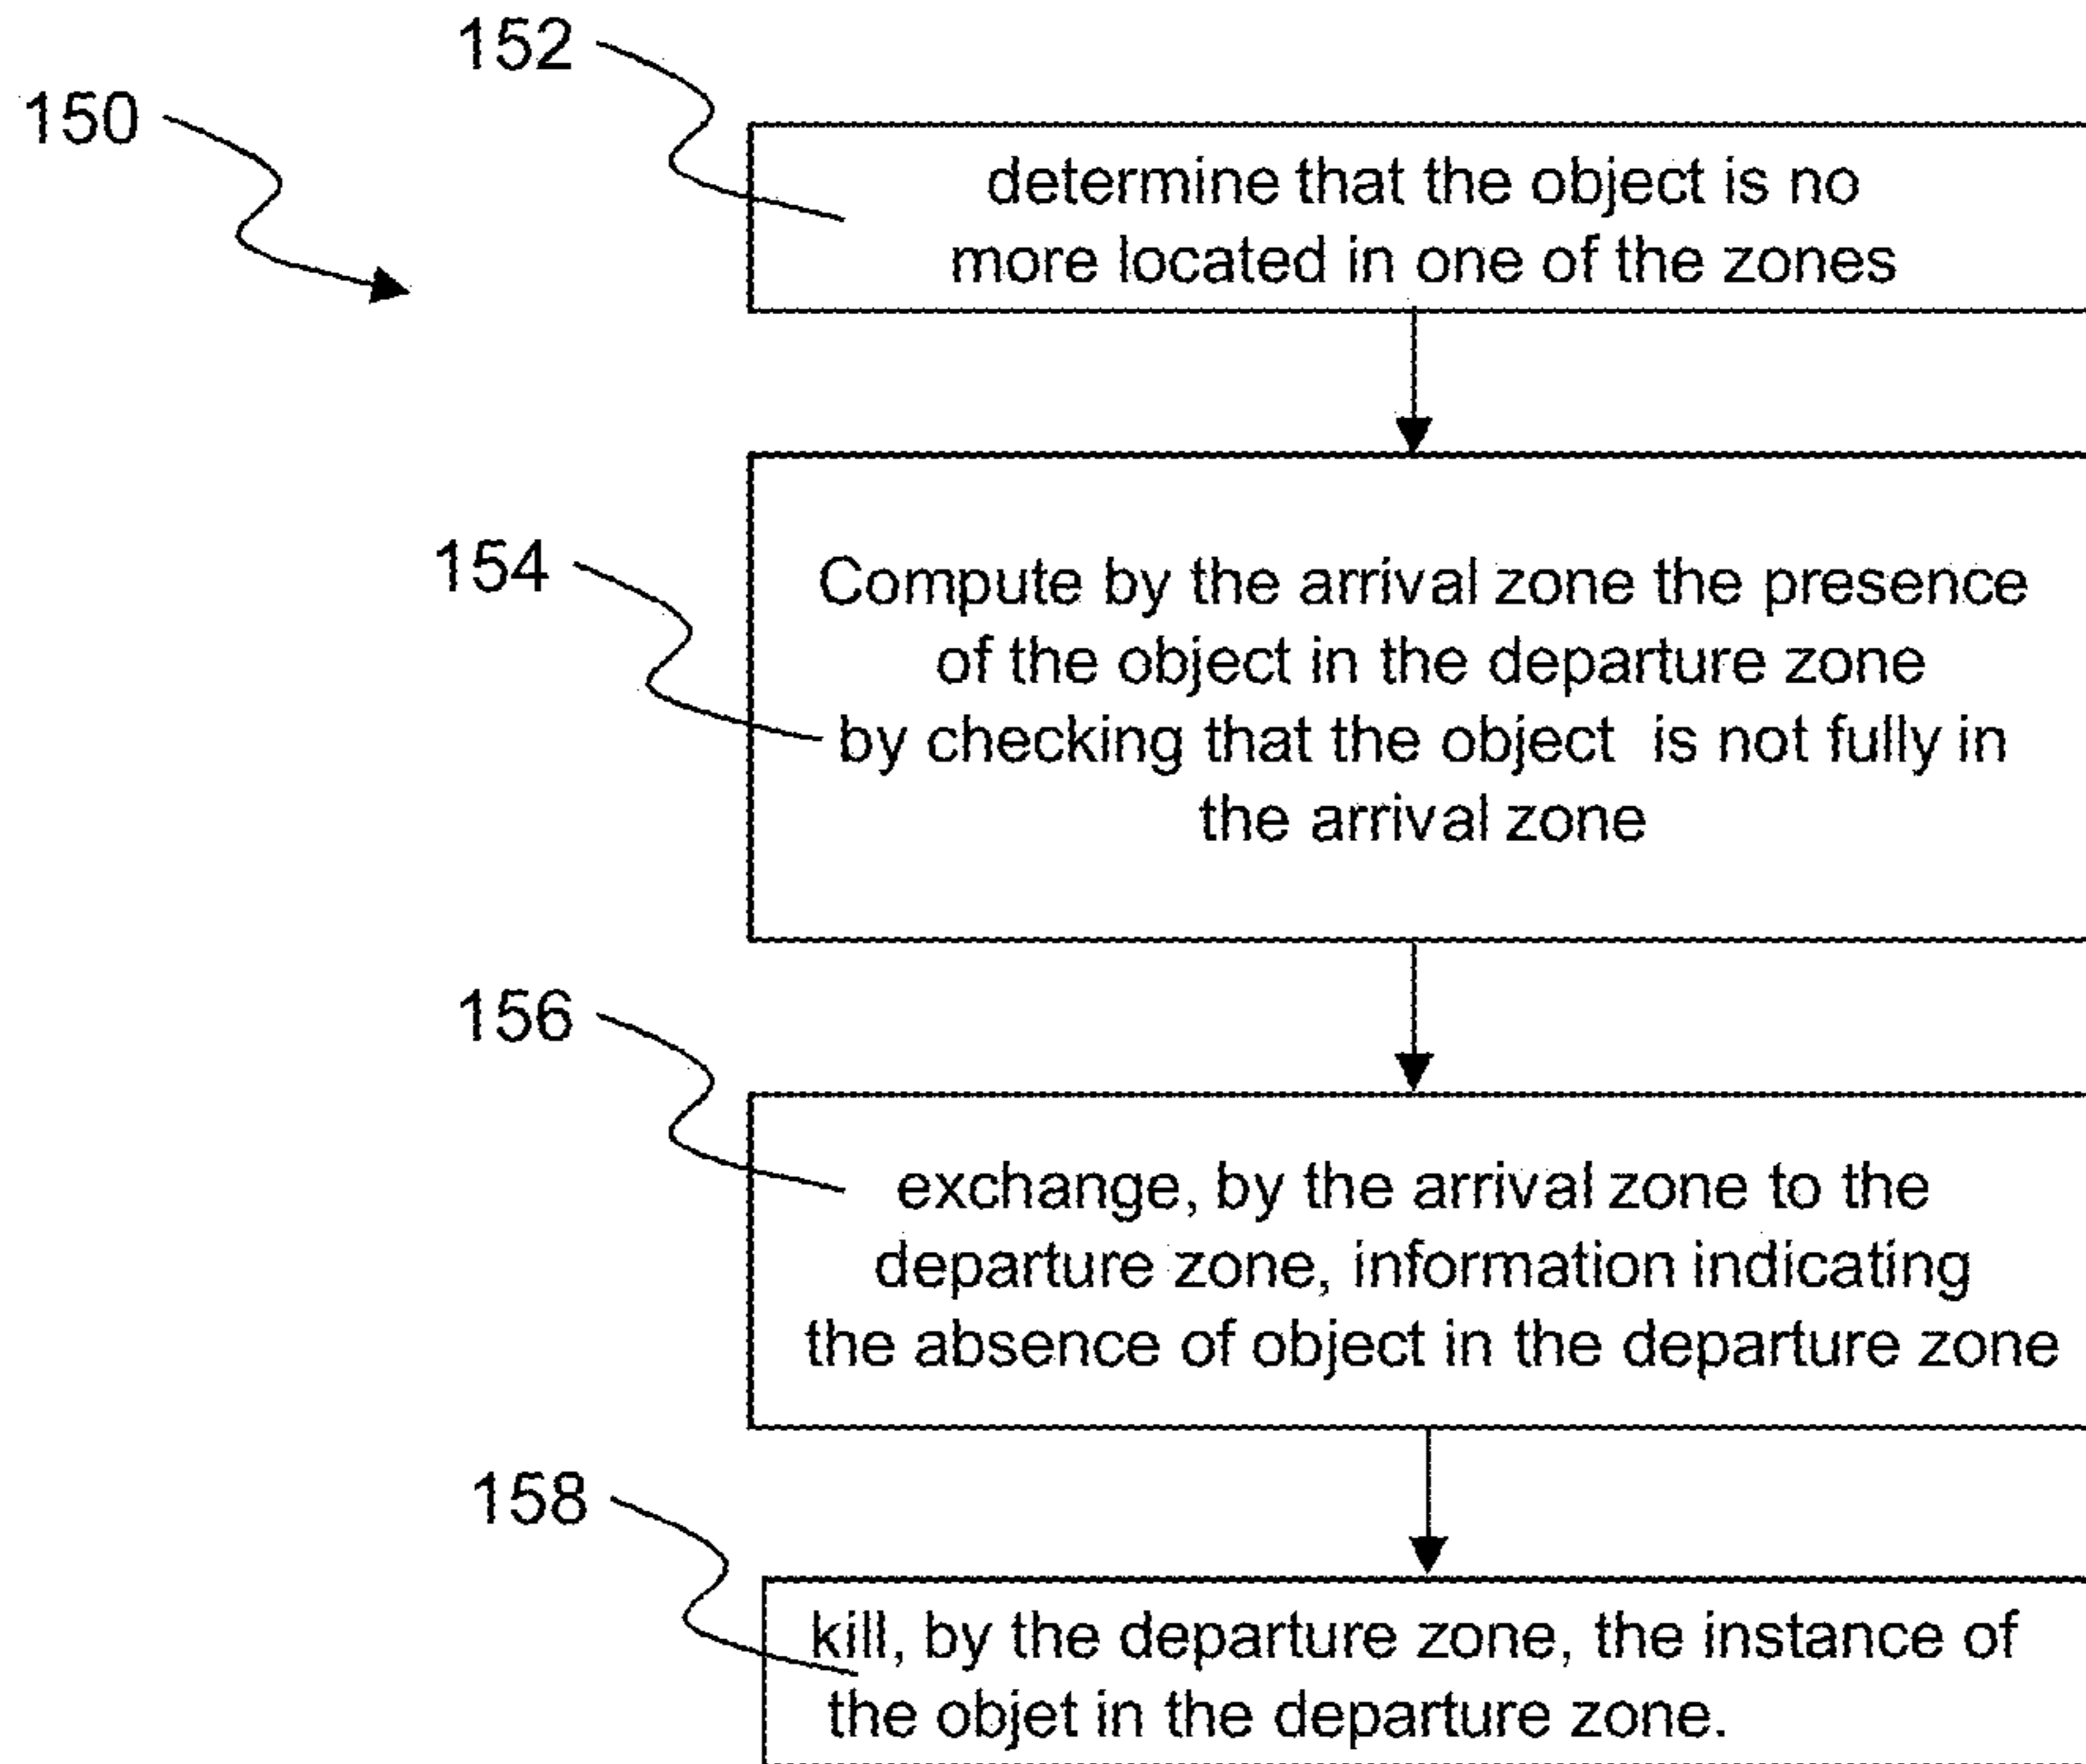 152
150
determine that the object is no
more located in one of the zones
154
Compute by the arrival zone the presence
of the object in the departure zone
by checking that the object is not fully in
the arrival zone
156
exchange, by the arrival zone to the
departure zone, information indicating
the absence of object in the departure zone
158
kill, by the departure zone, the instance of
the objet in the departure zone.